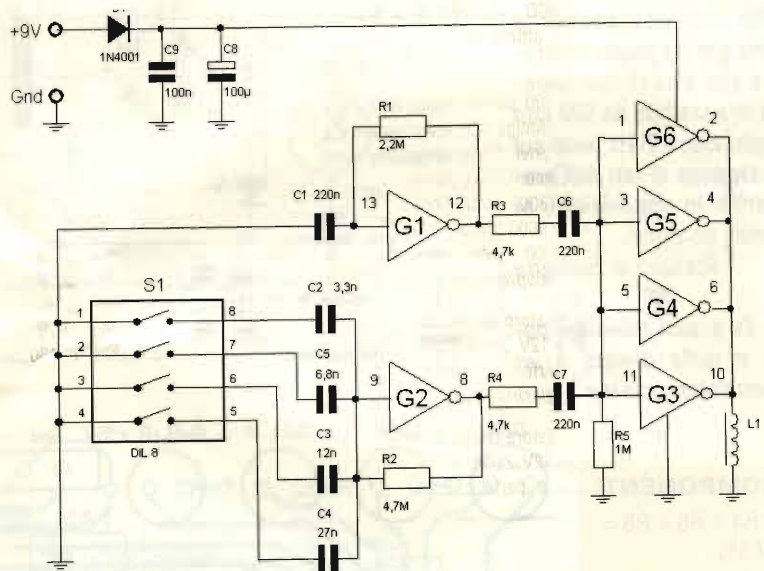 +9V
1N4001
C9
100n
C8
100µ
Gnd
R1
2,2M
C1 220n
13
G1
12
R3
4,7k
C6
220n
1
G6
2
3
G5
4
5
G4
6
11
G3
10
S1
1
2
3
4
8
7
6
5
DIL 8
C2 3,3n
C5
6,8n
C3
12n
C4
27n
9
G2
8
R2
4,7M
R4
4,7k
C7
220n
R5
1M
L1